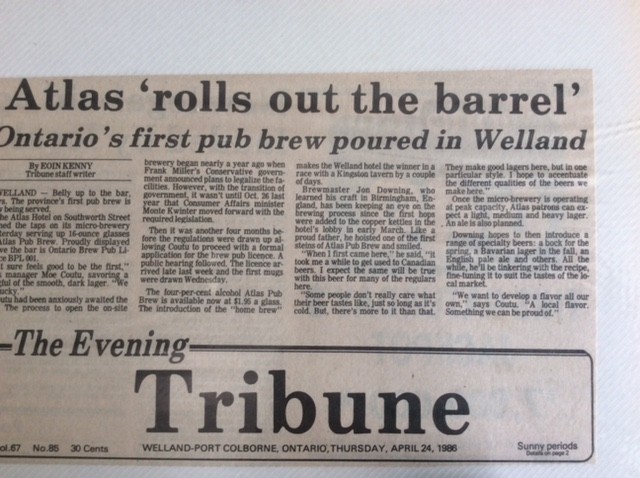 Atlas 'rolls out the barrel'
Ontario's first pub brew poured in Welland
By EOIN KENNY
Tribune staff writer
WELLAND — Belly up to the bar,
The province's first pub brew is
being served.
Atlas Hotel on Southworth Street
the taps on its micro-brewery
serving up 16-ounce glasses
Atlas Pub Brew. Proudly displayed
the bar is Ontario Brew Pub Li-
BPL 001.
sure feels good to be the first,"
manager Moe Coutu, savoring a
of the smooth, dark lager. "We
Coutu had been anxiously awaited the
The process to open the on-site
brewery began nearly a year ago when
Frank Miller's Conservative govern-
ment announced plans to legalize the fa-
cilities. However, with the transition of
government, it wasn't until Oct. 26 last
year that Consumer Affairs minister
Monte Kwinter moved forward with the
required legislation.
Then it was another four months be-
fore the regulations were drawn up al-
lowing Coutu to proceed with a formal
application for the brew pub licence. A
public hearing followed. The licence ar-
rived late last week and the first mugs
were drawn Wednesday.
The four-per-cent alcohol Atlas Pub
Brew is available now at $1.95 a glass.
The introduction of the "home brew"
makes the Welland hotel the winner in a
race with a Kingston tavern by a couple
of days.
Brewmaster Jon Downing, who
learned his craft in Birmingham, En-
gland, has been keeping an eye on the
brewing process since the first hops
were added to the copper kettles in the
hotel's lobby in early March. Like a
proud father, he hoisted one of the first
steins of Atlas Pub Brew and smiled.
"When I first came here," he said, "it
took me a while to get used to Canadian
beers. I expect the same will be true
with this beer for many of the regulars
here.
"Some people don't really care what
their beer tastes like, just so long as it's
cold. But, there's more to it than that.
They make good lagers here, but in one
particular style. I hope to accentuate
the different qualities of the beers we
make here."
Once the micro-brewery is operating
at peak capacity, Atlas patrons can ex-
pect a light, medium and heavy lager.
An ale is also planned.
Downing hopes to then introduce a
range of specialty beers: a bock for the
spring, a Bavarian lager in the fall, an
English pale ale and others. All the
while, he'll be tinkering with the recipe,
fine-tuning it to suit the tastes of the lo-
cal market.
"We want to develop a flavor all our
own," says Coutu. "A local flavor.
Something we can be proud of."
The Evening
Tribune
ol.67 No.85 30 Cents WELLAND-PORT COLBORNE, ONTARIO, THURSDAY, APRIL 24, 1986 Sunny periods
Details on page 2